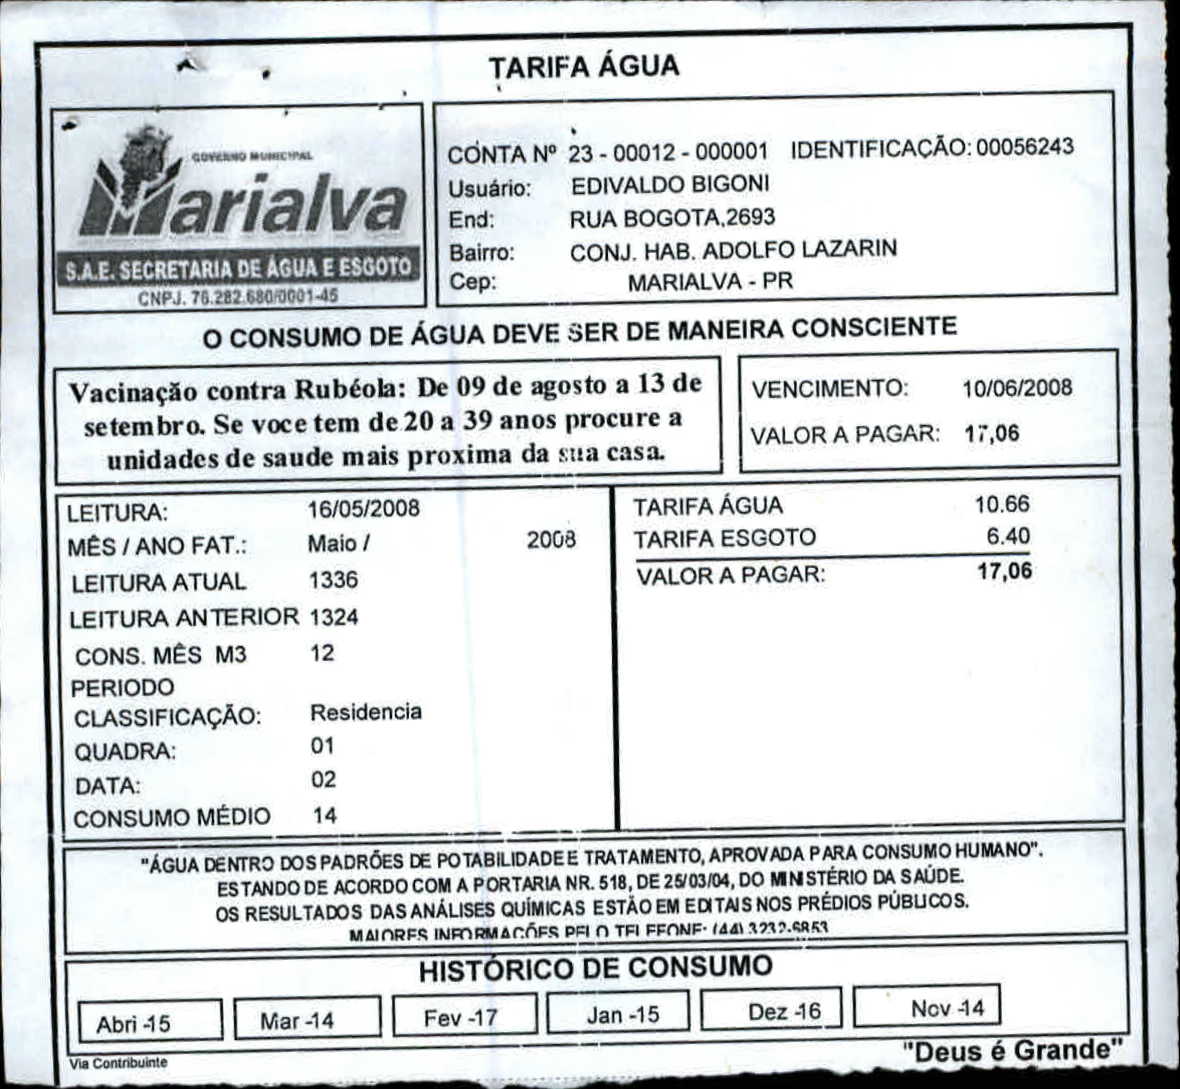 TARIFA ÁGUA
GOVERNO MUNICIPAL
Marialva
S.A.E. SECRETARIA DE ÁGUA E ESGOTO
CNPJ. 76.282.680/0001-45
CONTA Nº 23 - 00012 - 000001 IDENTIFICAÇÃO: 00056243
Usuário: EDIVALDO BIGONI
End: RUA BOGOTA,2693
Bairro: CONJ. HAB. ADOLFO LAZARIN
Cep: MARIALVA - PR
O CONSUMO DE ÁGUA DEVE SER DE MANEIRA CONSCIENTE
Vacinação contra Rubéola: De 09 de agosto a 13 de
setembro. Se voce tem de 20 a 39 anos procure a
unidades de saude mais proxima da sua casa.
VENCIMENTO: 10/06/2008
VALOR A PAGAR: 17,06
LEITURA: 16/05/2008
MÊS / ANO FAT.: Maio / 2008
LEITURA ATUAL 1336
LEITURA ANTERIOR 1324
CONS. MÊS M3 12
PERIODO
CLASSIFICAÇÃO: Residencia
QUADRA: 01
DATA: 02
CONSUMO MÉDIO 14
TARIFA ÁGUA 10.66
TARIFA ESGOTO 6.40
VALOR A PAGAR: 17,06
"ÁGUA DENTRO DOS PADRÕES DE POTABILIDADE E TRATAMENTO, APROVADA PARA CONSUMO HUMANO".
ESTANDO DE ACORDO COM A PORTARIA NR. 518, DE 25/03/04, DO MINISTÉRIO DA SAÚDE.
OS RESULTADOS DAS ANÁLISES QUÍMICAS ESTÃO EM EDITAIS NOS PRÉDIOS PÚBLICOS.
MAIORES INFORMAÇÕES PELO TELEFONE: (44) 3232-6853
HISTÓRICO DE CONSUMO
Abri -15 Mar -14 Fev -17 Jan -15 Dez -16 Nov -14
Via Contribuinte
"Deus é Grande"